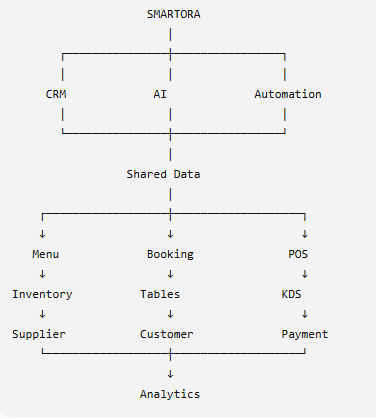 SMARTORA
CRM AI Automation
Shared Data
Menu Booking POS
Inventory Tables KDS
Supplier Customer Payment
Analytics